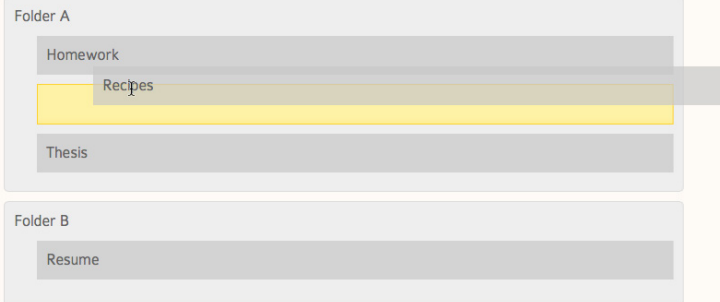 Folder A
Homework
Recipes
Thesis
Folder B
Resume